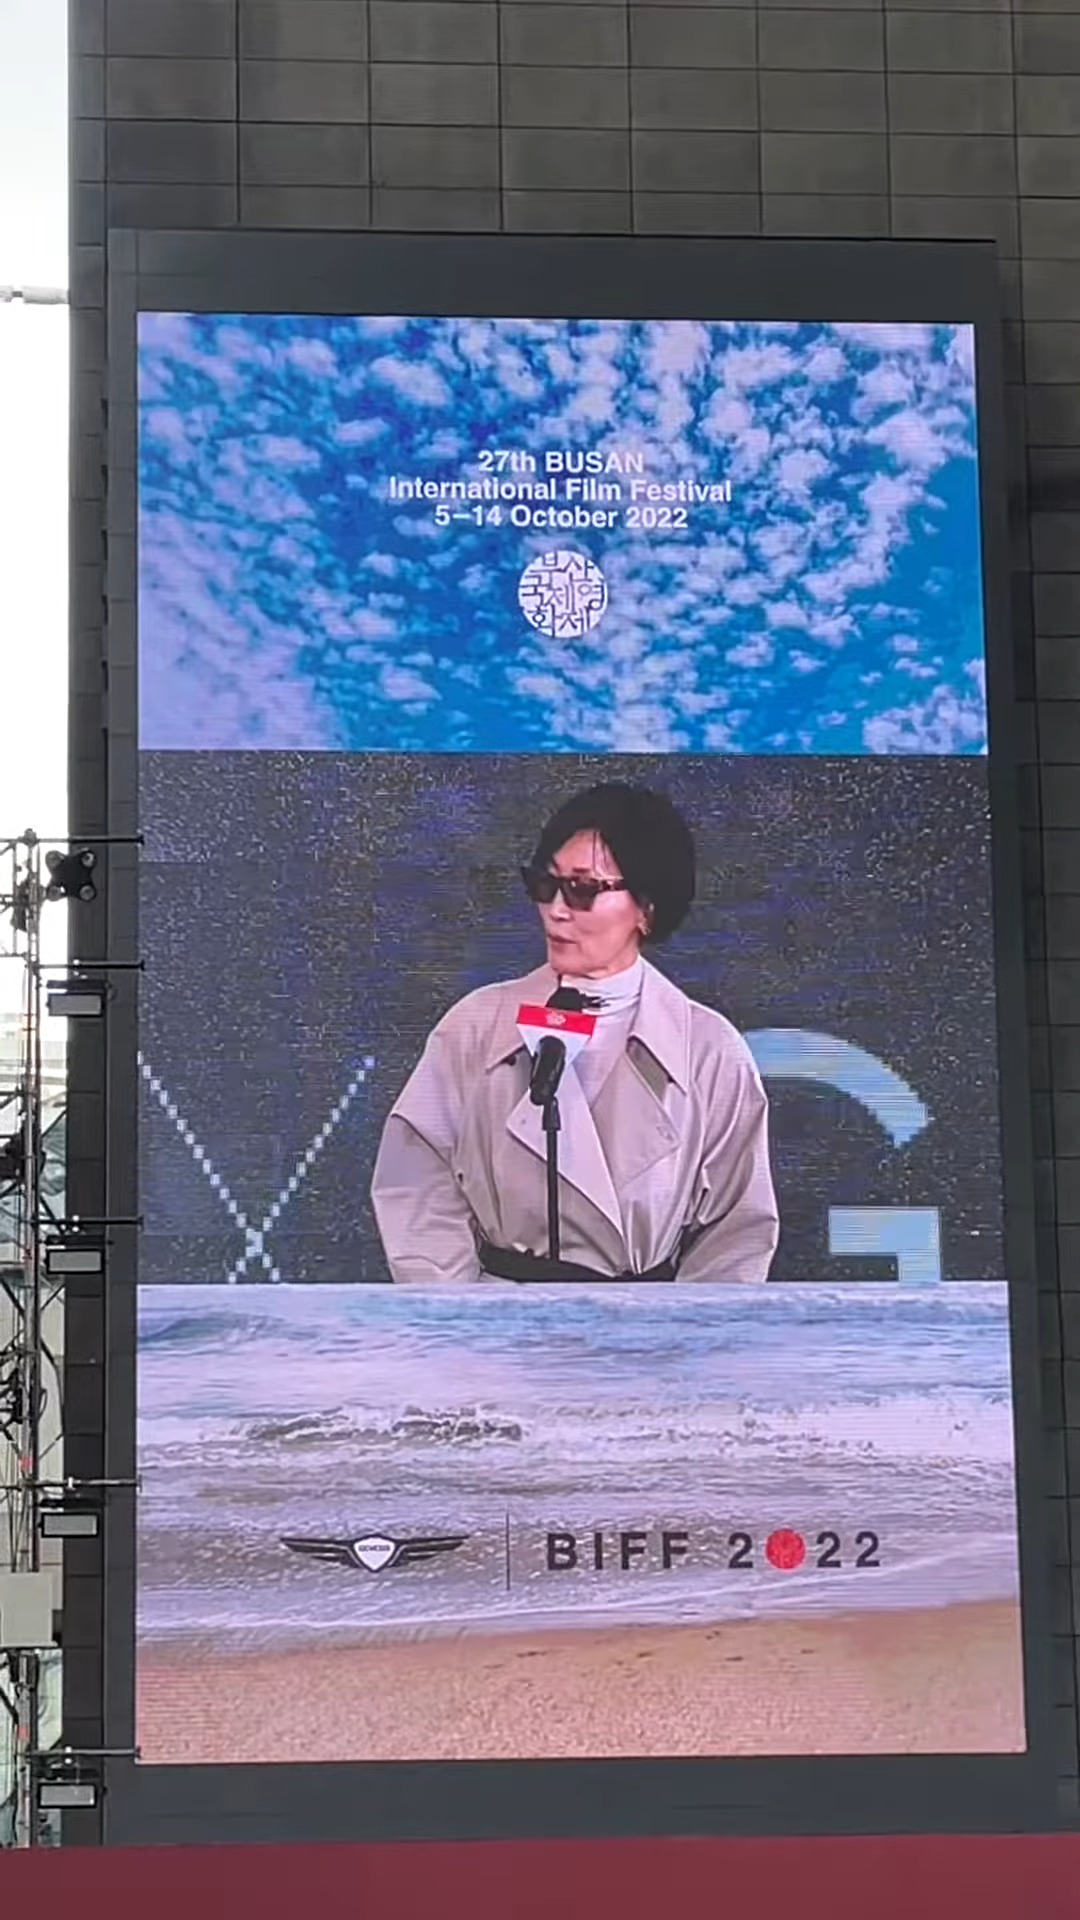 27th BUSAN
International Film Festival
5–14 October 2022
부산
국제영
화제
G
GENESIS
BIFF 2022